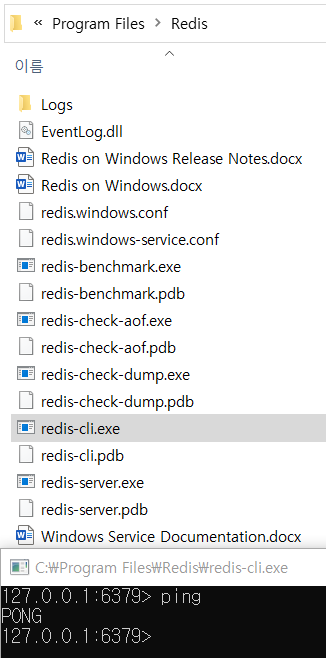 « Program Files > Redis
이름
Logs
EventLog.dll
Redis on Windows Release Notes.docx
Redis on Windows.docx
redis.windows.conf
redis.windows-service.conf
redis-benchmark.exe
redis-benchmark.pdb
redis-check-aof.exe
redis-check-aof.pdb
redis-check-dump.exe
redis-check-dump.pdb
redis-cli.exe
redis-cli.pdb
redis-server.exe
redis-server.pdb
Windows Service Documentation.docx
C:₩Program Files₩Redis₩redis-cli.exe
127.0.0.1:6379> ping
PONG
127.0.0.1:6379>